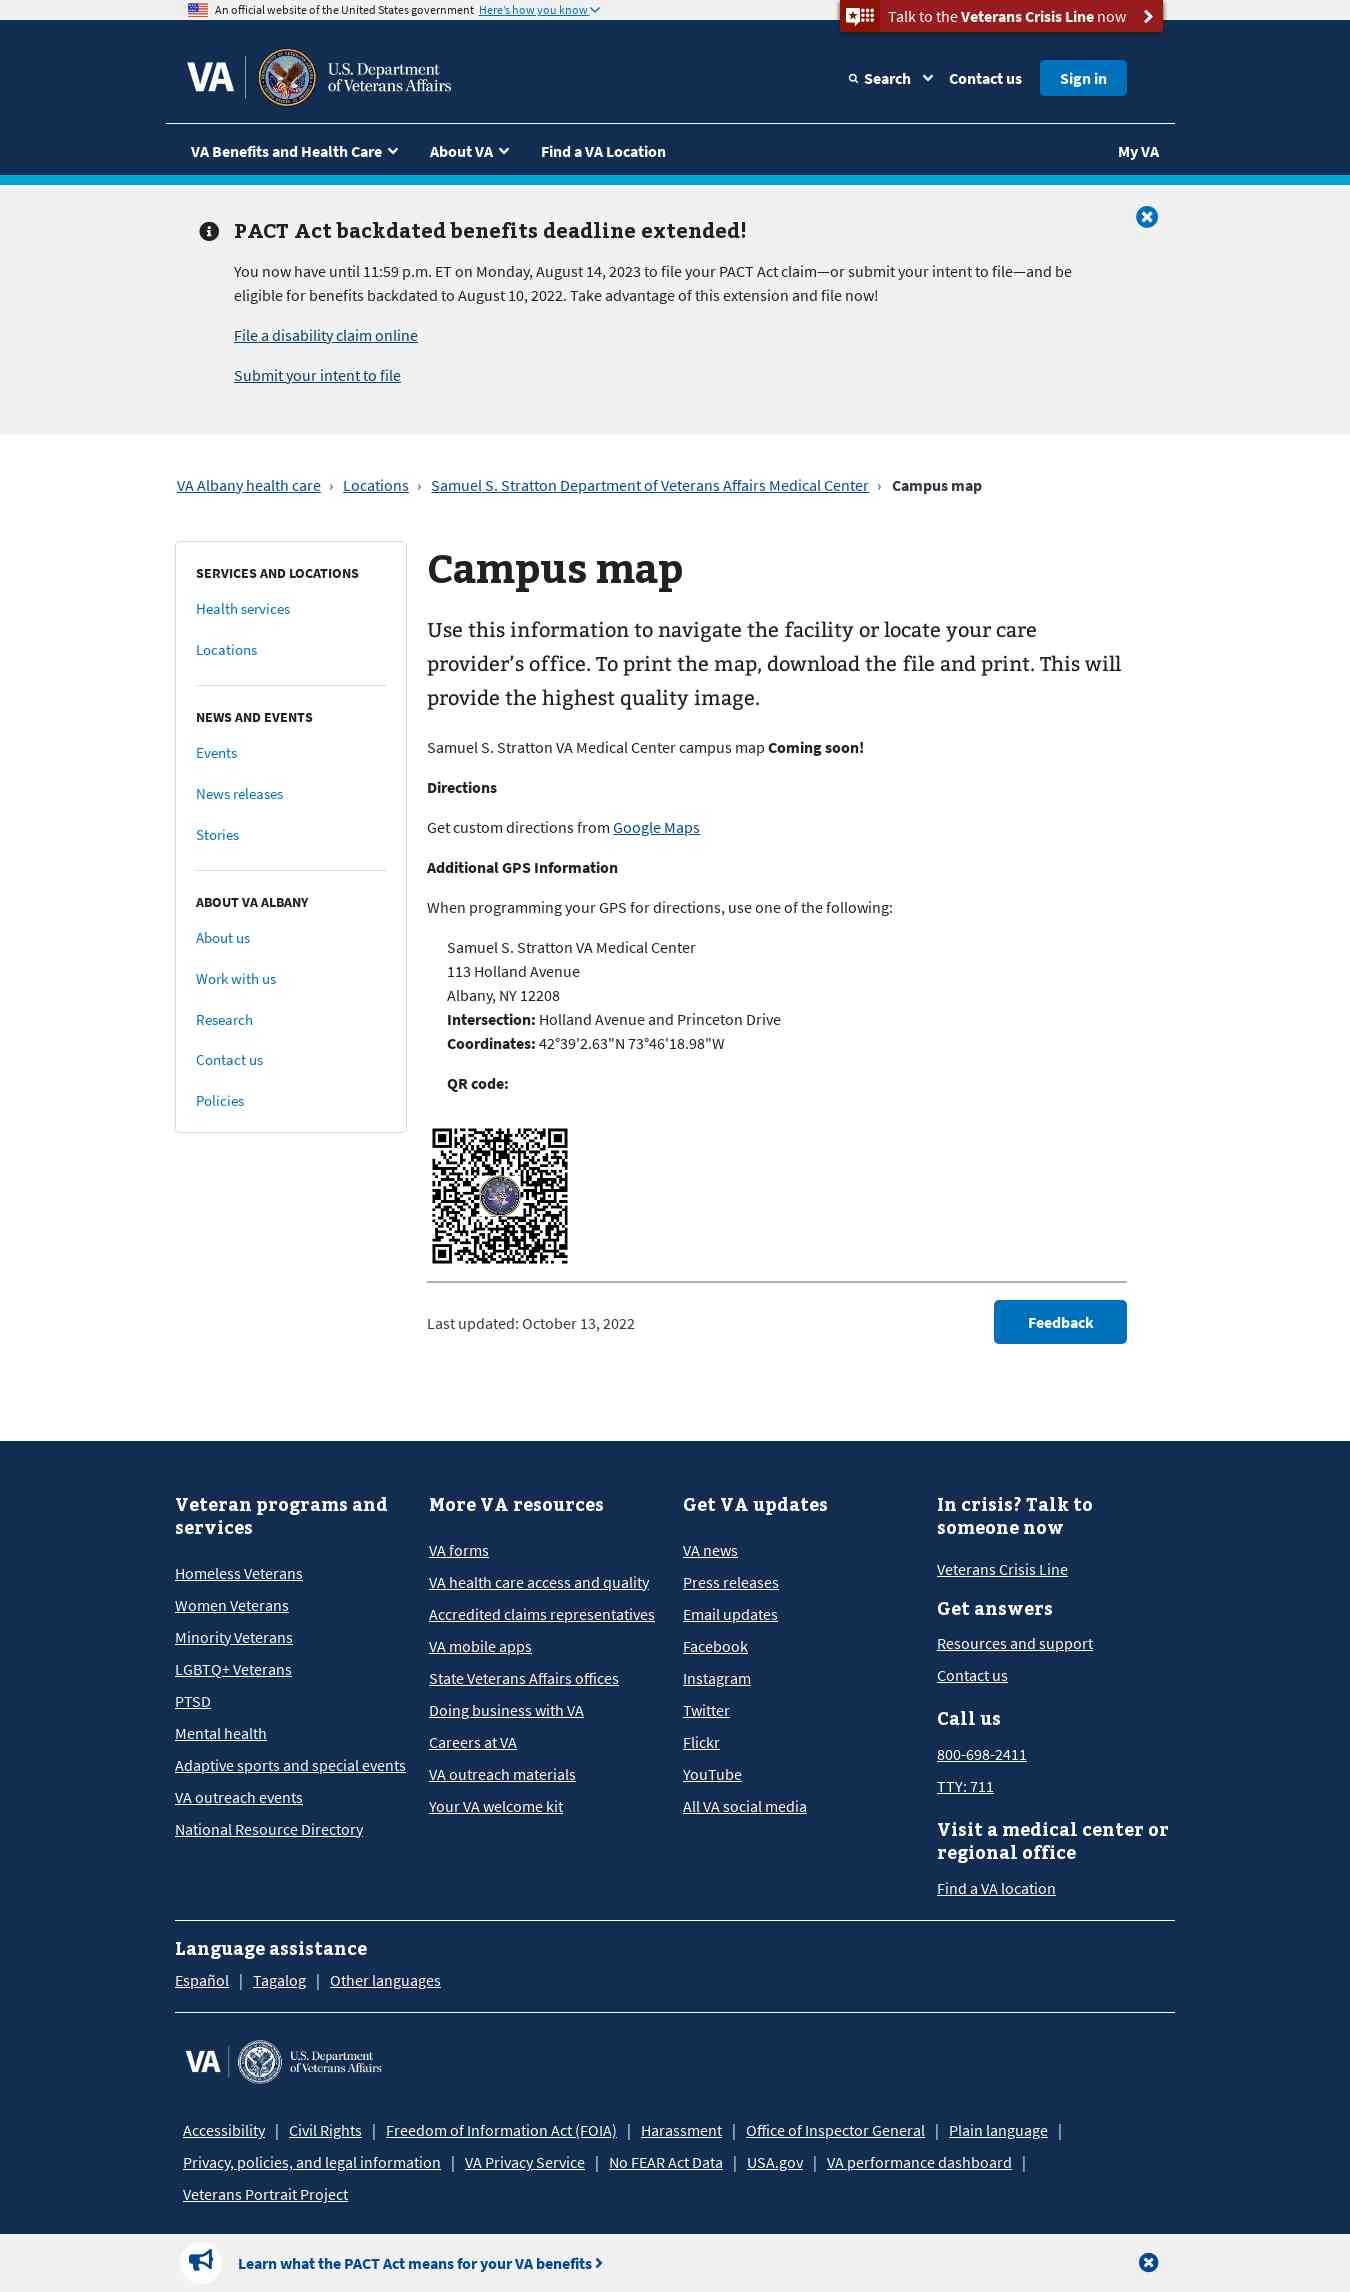 An official website of the United States government Here's how you know
Talk to the Veterans Crisis Line now
VA
U.S. Department
of Veterans Affairs
Search
Contact us
Sign in
VA Benefits and Health Care
About VA
Find a VA Location
My VA
PACT Act backdated benefits deadline extended!
You now have until 11:59 p.m. ET on Monday, August 14, 2023 to file your PACT Act claim—or submit your intent to file—and be
eligible for benefits backdated to August 10, 2022. Take advantage of this extension and file now!
File a disability claim online
Submit your intent to file
VA Albany health care › Locations › Samuel S. Stratton Department of Veterans Affairs Medical Center › Campus map
SERVICES AND LOCATIONS
Health services
Locations
NEWS AND EVENTS
Events
News releases
Stories
ABOUT VA ALBANY
About us
Work with us
Research
Contact us
Policies
Campus map
Use this information to navigate the facility or locate your care
provider's office. To print the map, download the file and print. This will
provide the highest quality image.
Samuel S. Stratton VA Medical Center campus map Coming soon!
Directions
Get custom directions from Google Maps
Additional GPS Information
When programming your GPS for directions, use one of the following:
Samuel S. Stratton VA Medical Center
113 Holland Avenue
Albany, NY 12208
Intersection: Holland Avenue and Princeton Drive
Coordinates: 42°39'2.63"N 73°46'18.98"W
QR code:
Last updated: October 13, 2022
Feedback
Veteran programs and
services
Homeless Veterans
Women Veterans
Minority Veterans
LGBTQ+ Veterans
PTSD
Mental health
Adaptive sports and special events
VA outreach events
National Resource Directory
More VA resources
VA forms
VA health care access and quality
Accredited claims representatives
VA mobile apps
State Veterans Affairs offices
Doing business with VA
Careers at VA
VA outreach materials
Your VA welcome kit
Get VA updates
VA news
Press releases
Email updates
Facebook
Instagram
Twitter
Flickr
YouTube
All VA social media
In crisis? Talk to
someone now
Veterans Crisis Line
Get answers
Resources and support
Contact us
Call us
800-698-2411
TTY: 711
Visit a medical center or
regional office
Find a VA location
Language assistance
Español | Tagalog | Other languages
VA
U.S. Department
of Veterans Affairs
Accessibility | Civil Rights | Freedom of Information Act (FOIA) | Harassment | Office of Inspector General | Plain language |
Privacy, policies, and legal information | VA Privacy Service | No FEAR Act Data | USA.gov | VA performance dashboard |
Veterans Portrait Project
Learn what the PACT Act means for your VA benefits